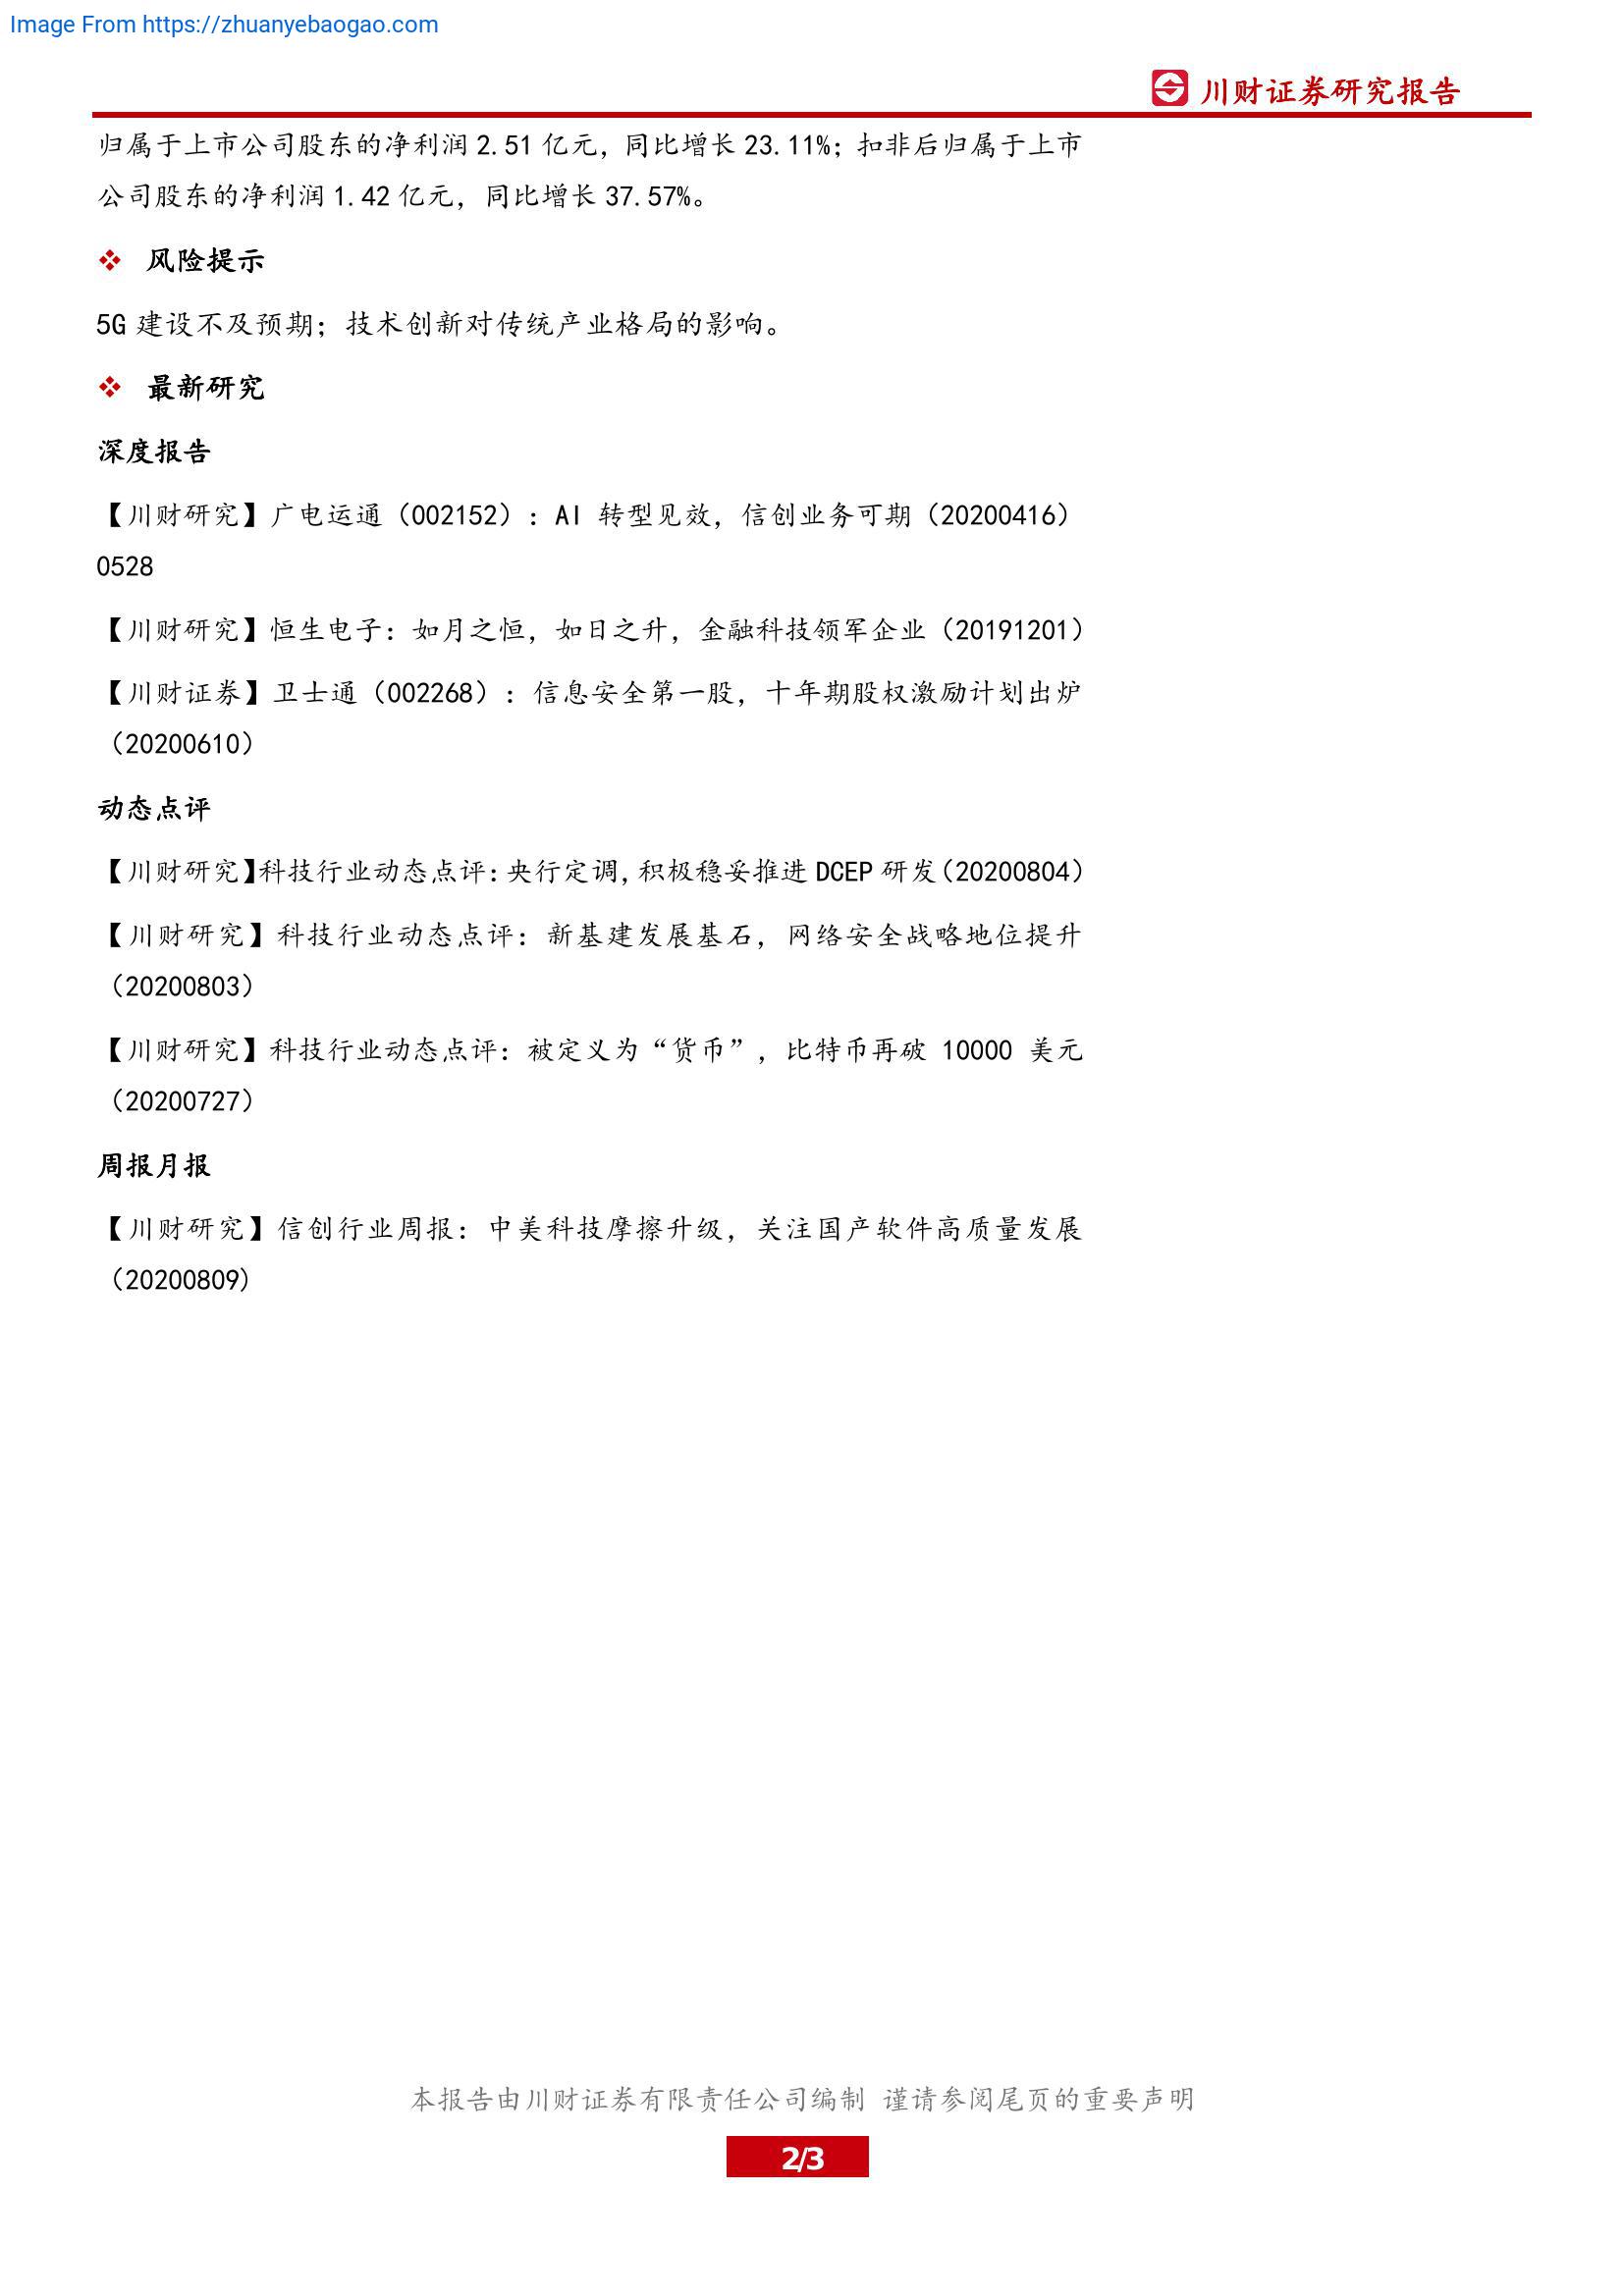 Image From https://zhuanyebaogao.com
川财证券研究报告
归属于上市公司股东的净利润 2.51 亿元，同比增长 23.11%；扣非后归属于上市
公司股东的净利润 1.42 亿元，同比增长 37.57%。
❖ 风险提示
5G 建设不及预期；技术创新对传统产业格局的影响。
❖ 最新研究
深度报告
【川财研究】广电运通（002152）：AI 转型见效，信创业务可期（20200416）
0528
【川财研究】恒生电子：如月之恒，如日之升，金融科技领军企业（20191201）
【川财证券】卫士通（002268）：信息安全第一股，十年期股权激励计划出炉
（20200610）
动态点评
【川财研究】科技行业动态点评：央行定调，积极稳妥推进 DCEP 研发（20200804）
【川财研究】科技行业动态点评：新基建发展基石，网络安全战略地位提升
（20200803）
【川财研究】科技行业动态点评：被定义为“货币”，比特币再破 10000 美元
（20200727）
周报月报
【川财研究】信创行业周报：中美科技摩擦升级，关注国产软件高质量发展
（20200809)
本报告由川财证券有限责任公司编制 谨请参阅尾页的重要声明
2/3